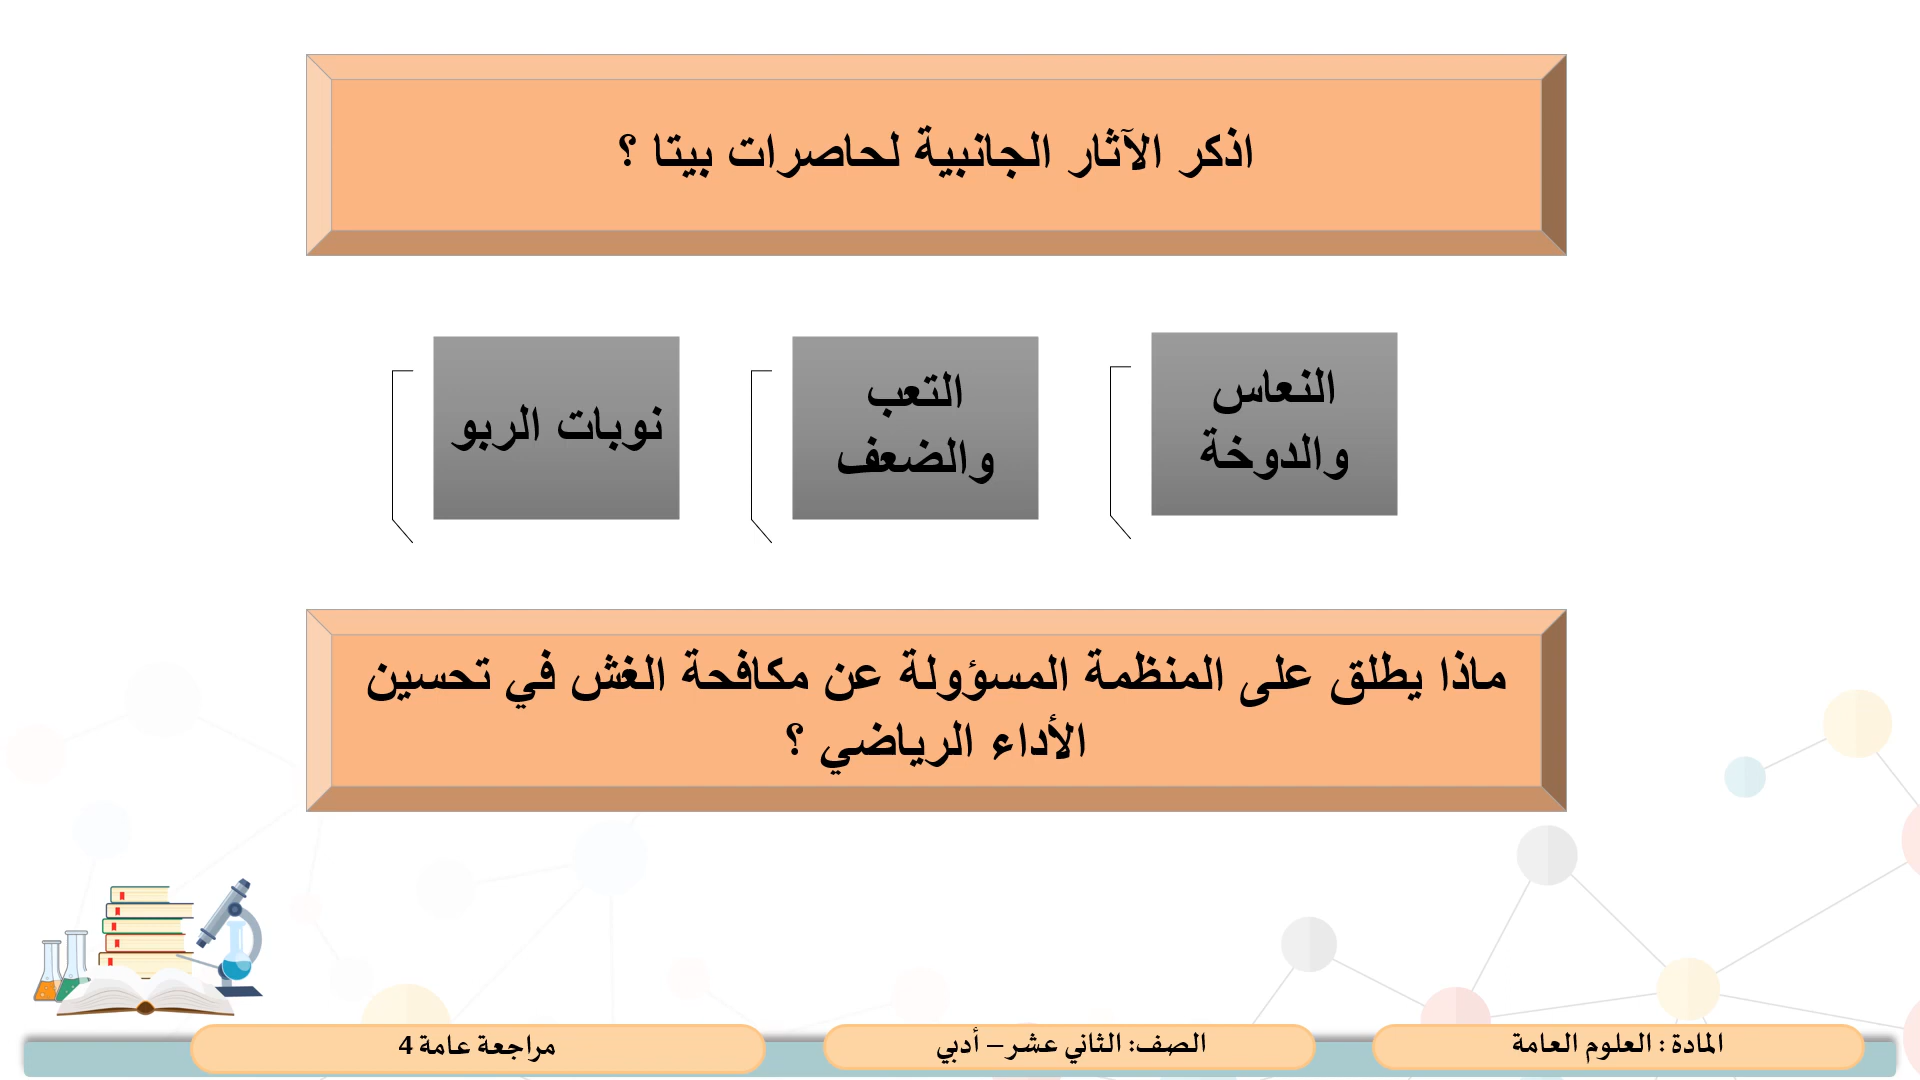 اذكر الآثار الجانبية لحاصرات بيتا ؟
النعاس
والدوخة
التعب
والضعف
نوبات الربو
ماذا يطلق على المنظمة المسؤولة عن مكافحة الغش في تحسين
الأداء الرياضي ؟
المادة : العلوم العامة
الصف: الثاني عشر – أدبي
مراجعة عامة 4